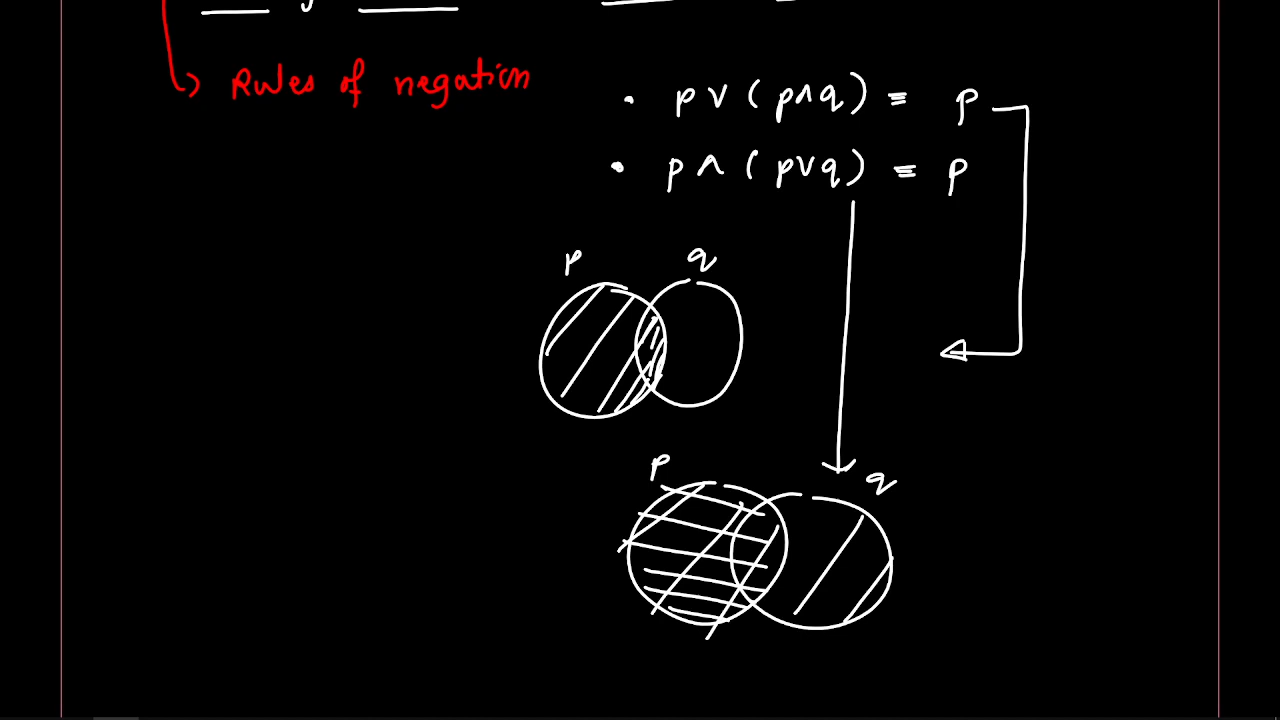 Rules of negation
• p ∨ ( p ∧ q ) ≡ p
• p ∧ ( p ∨ q ) ≡ p
p q
p q